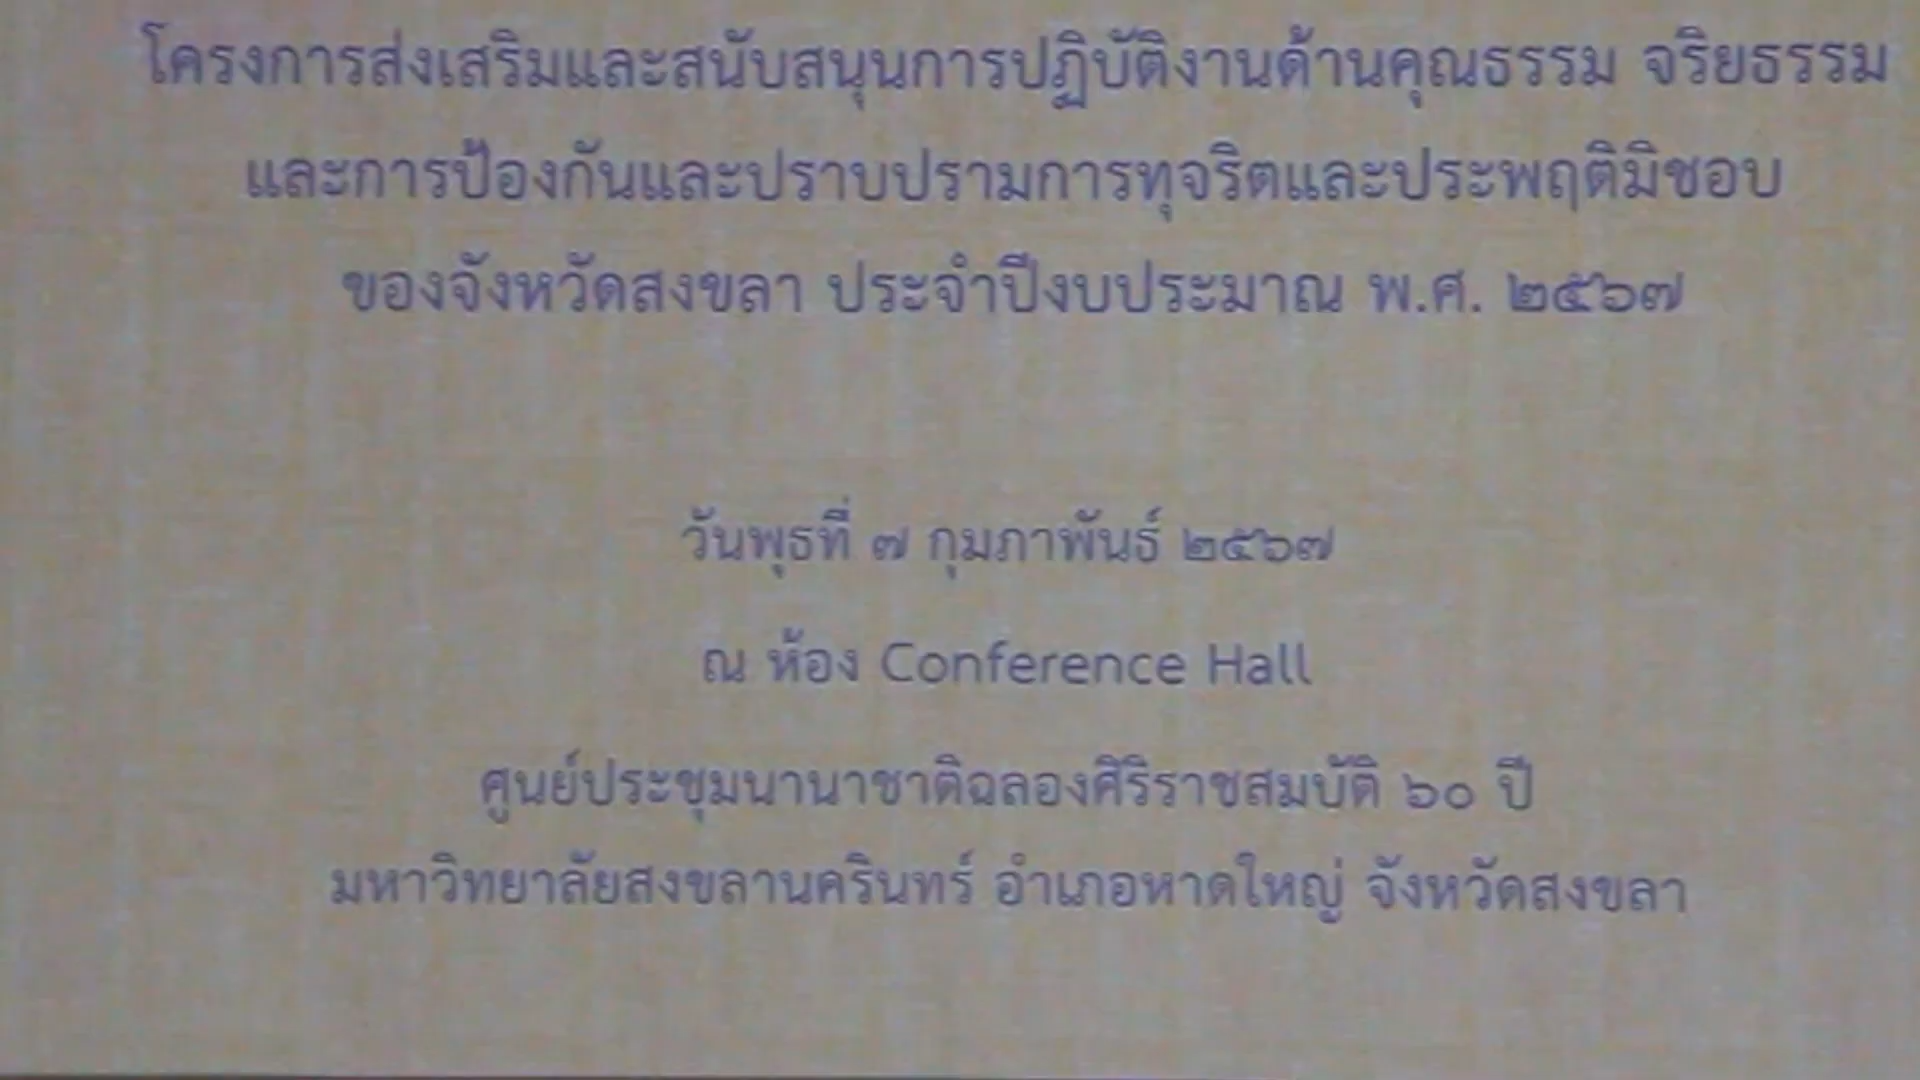 โครงการส่งเสริมและสนับสนุนการปฏิบัติงานด้านคุณธรรม จริยธรรม
และการป้องกันและปราบปรามการทุจริตและประพฤติมิชอบ
ของจังหวัดสงขลา ประจำปีงบประมาณ พ.ศ. ๒๕๖๗
วันพุธที่ ๗ กุมภาพันธ์ ๒๕๖๗
ณ ห้อง Conference Hall
ศูนย์ประชุมนานาชาติฉลองศิริราชสมบัติ ๖๐ ปี
มหาวิทยาลัยสงขลานครินทร์ อำเภอหาดใหญ่ จังหวัดสงขลา